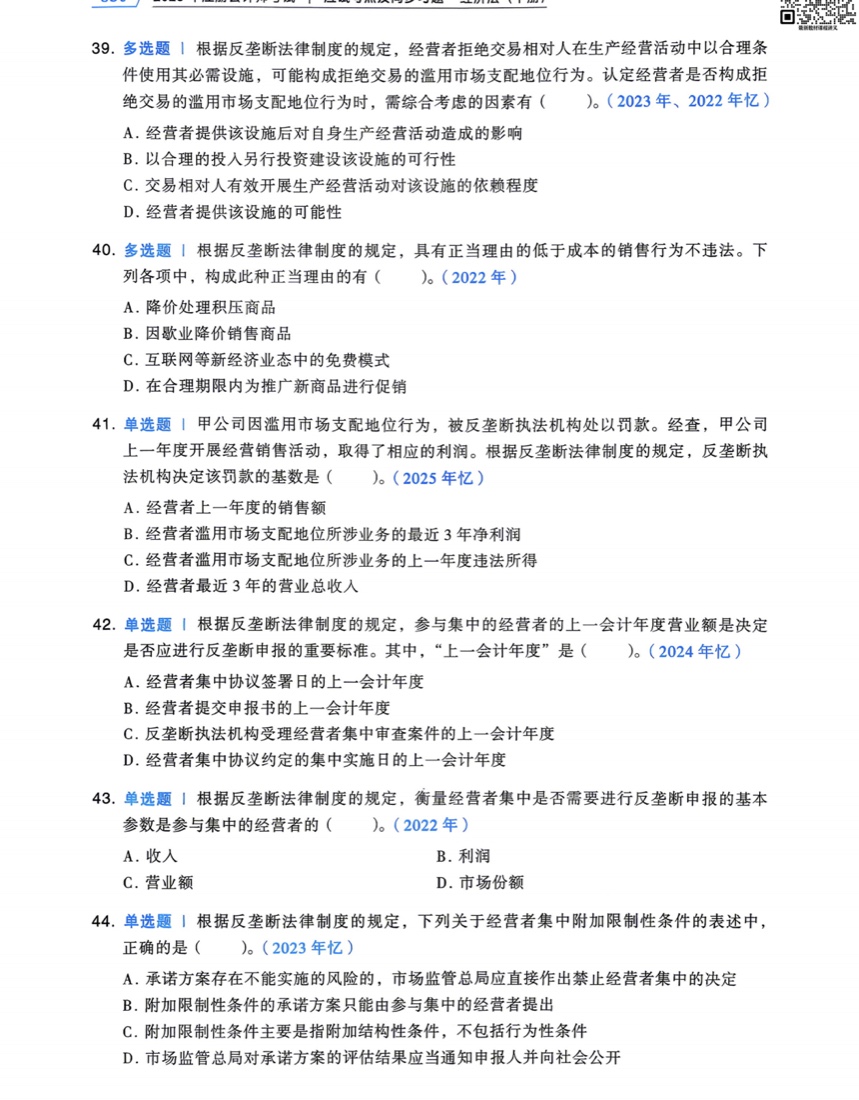 39. 多选题 | 根据反垄断法律制度的规定，经营者拒绝交易相对人在生产经营活动中以合理条
件使用其必需设施，可能构成拒绝交易的滥用市场支配地位行为。认定经营者是否构成拒
绝交易的滥用市场支配地位行为时，需综合考虑的因素有（　　）。（2023 年、2022 年忆）
A. 经营者提供该设施后对自身生产经营活动造成的影响
B. 以合理的投入另行投资建设该设施的可行性
C. 交易相对人有效开展生产经营活动对该设施的依赖程度
D. 经营者提供该设施的可能性
40. 多选题 | 根据反垄断法律制度的规定，具有正当理由的低于成本的销售行为不违法。下
列各项中，构成此种正当理由的有（　　）。（2022 年）
A. 降价处理积压商品
B. 因歇业降价销售商品
C. 互联网等新经济业态中的免费模式
D. 在合理期限内为推广新商品进行促销
41. 单选题 | 甲公司因滥用市场支配地位行为，被反垄断执法机构处以罚款。经查，甲公司
上一年度开展经营销售活动，取得了相应的利润。根据反垄断法律制度的规定，反垄断执
法机构决定该罚款的基数是（　　）。（2025 年忆）
A. 经营者上一年度的销售额
B. 经营者滥用市场支配地位所涉业务的最近 3 年净利润
C. 经营者滥用市场支配地位所涉业务的上一年度违法所得
D. 经营者最近 3 年的营业总收入
42. 单选题 | 根据反垄断法律制度的规定，参与集中的经营者的上一会计年度营业额是决定
是否应进行反垄断申报的重要标准。其中，“上一会计年度”是（　　）。（2024 年忆）
A. 经营者集中协议签署日的上一会计年度
B. 经营者提交申报书的上一会计年度
C. 反垄断执法机构受理经营者集中审查案件的上一会计年度
D. 经营者集中协议约定的集中实施日的上一会计年度
43. 单选题 | 根据反垄断法律制度的规定，衡量经营者集中是否需要进行反垄断申报的基本
参数是参与集中的经营者的（　　）。（2022 年）
A. 收入　B. 利润
C. 营业额　D. 市场份额
44. 单选题 | 根据反垄断法律制度的规定，下列关于经营者集中附加限制性条件的表述中，
正确的是（　　）。（2023 年忆）
A. 承诺方案存在不能实施的风险的，市场监管总局应直接作出禁止经营者集中的决定
B. 附加限制性条件的承诺方案只能由参与集中的经营者提出
C. 附加限制性条件主要是指附加结构性条件，不包括行为性条件
D. 市场监管总局对承诺方案的评估结果应当通知申报人并向社会公开